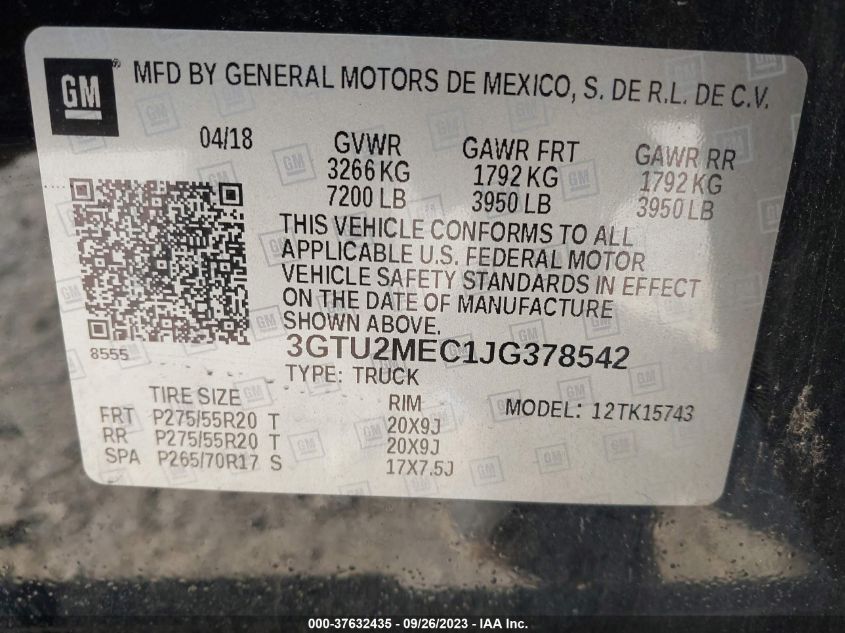 GM
MFD BY GENERAL MOTORS DE MEXICO, S. DE R.L. DE C.V.
04/18
GVWR
3266 KG
7200 LB
GAWR FRT
1792 KG
3950 LB
GAWR RR
1792 KG
3950 LB
THIS VEHICLE CONFORMS TO ALL
APPLICABLE U.S. FEDERAL MOTOR
VEHICLE SAFETY STANDARDS IN EFFECT
ON THE DATE OF MANUFACTURE
SHOWN ABOVE.
8555
3GTU2MEC1JG378542
TYPE: TRUCK
TIRE SIZE
RIM
MODEL: 12TK15743
FRT P275/55R20 T 20X9J
RR P275/55R20 T 20X9J
SPA P265/70R17 S 17X7.5J
000-37632435 - 09/26/2023 - IAA Inc.